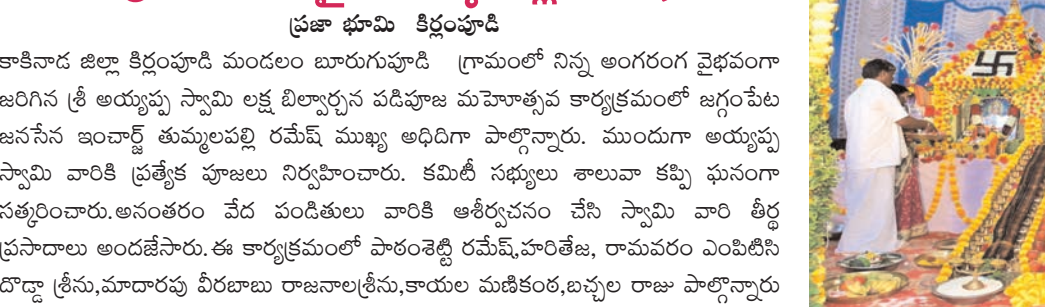 ప్రజా భూమి కిర్లంపూడి
కాకినాడ జిల్లా కిర్లంపూడి మండలం బూరుగుపూడి గ్రామంలో నిన్న అంగరంగ వైభవంగా
జరిగిన శ్రీ అయ్యప్ప స్వామి లక్ష బిల్వార్చన పడిపూజ మహెూత్సవ కార్యక్రమంలో జగ్గంపేట
జనసేన ఇంచార్జ్ తుమ్మలపల్లి రమేష్ ముఖ్య అధిదిగా పాల్గొన్నారు. ముందుగా అయ్యప్ప
స్వామి వారికి ప్రత్యేక పూజలు నిర్వహించారు. కమిటీ సభ్యులు శాలువా కప్పి ఘనంగా
సత్కరించారు.అనంతరం వేద పండితులు వారికి ఆశీర్వచనం చేసి స్వామి వారి తీర్థ
ప్రసాదాలు అందజేసారు.ఈ కార్యక్రమంలో పాఠంశెట్టి రమేష్,హరితేజ, రామవరం ఎంపిటిసి
దొడ్డా శ్రీను,మాదారపు వీరబాబు రాజనాలశ్రీను,కాయల మణికంఠ,బచ్చల రాజు పాల్గొన్నారు